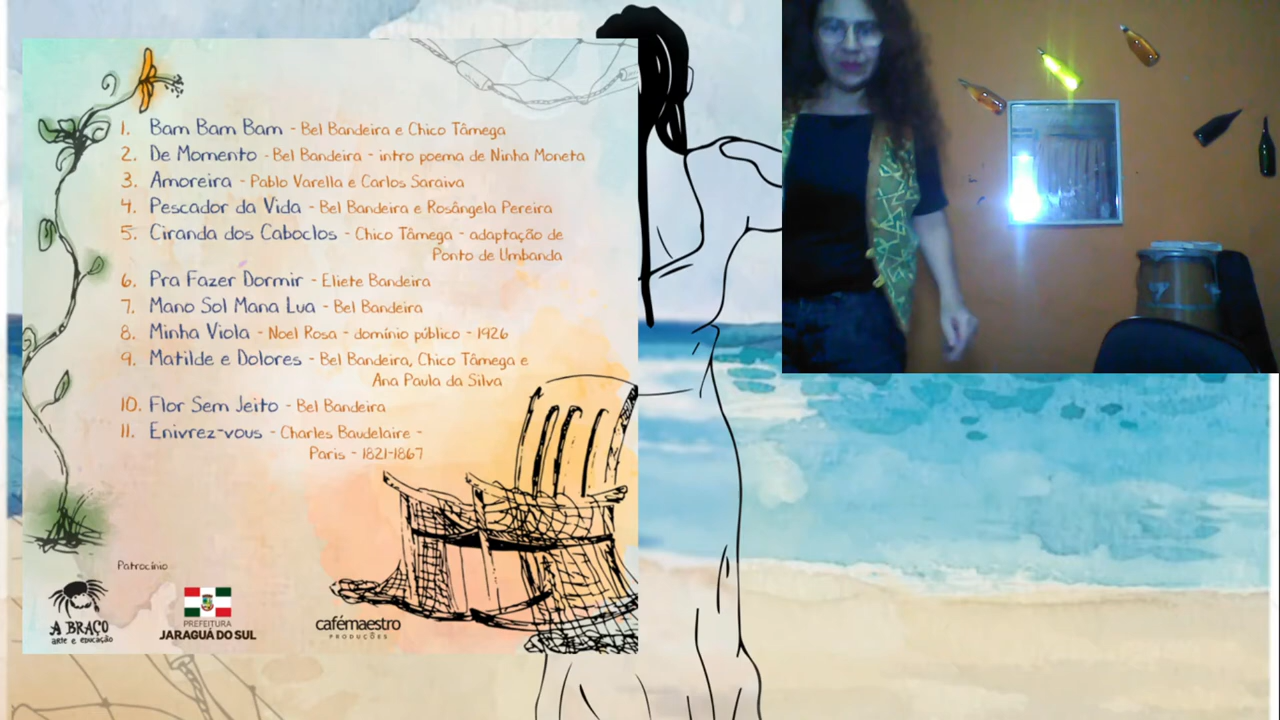 1. Bam Bam Bam - Bel Bandeira e Chico Tâmega
2. De Momento - Bel Bandeira - intro poema de Ninha Moneta
3. Amoreira - Pablo Varella e Carlos Saraiva
4. Pescador da Vida - Bel Bandeira e Rosângela Pereira
5. Ciranda dos Caboclos - Chico Tâmega - adaptação de
Ponto de Umbanda
6. Pra Fazer Dormir - Eliete Bandeira
7. Mano Sol Mana Lua - Bel Bandeira
8. Minha Viola - Noel Rosa - domínio público - 1926
9. Matilde e Dolores - Bel Bandeira, Chico Tâmega e
Ana Paula da Silva
10. Flor Sem Jeito - Bel Bandeira
11. Enivrez-vous - Charles Baudelaire -
Paris - 1821-1867
Patrocínio
A BRAÇO
arte e educação
PREFEITURA
JARAGUÁ DO SUL
cafémaestro
PRODUÇÕES